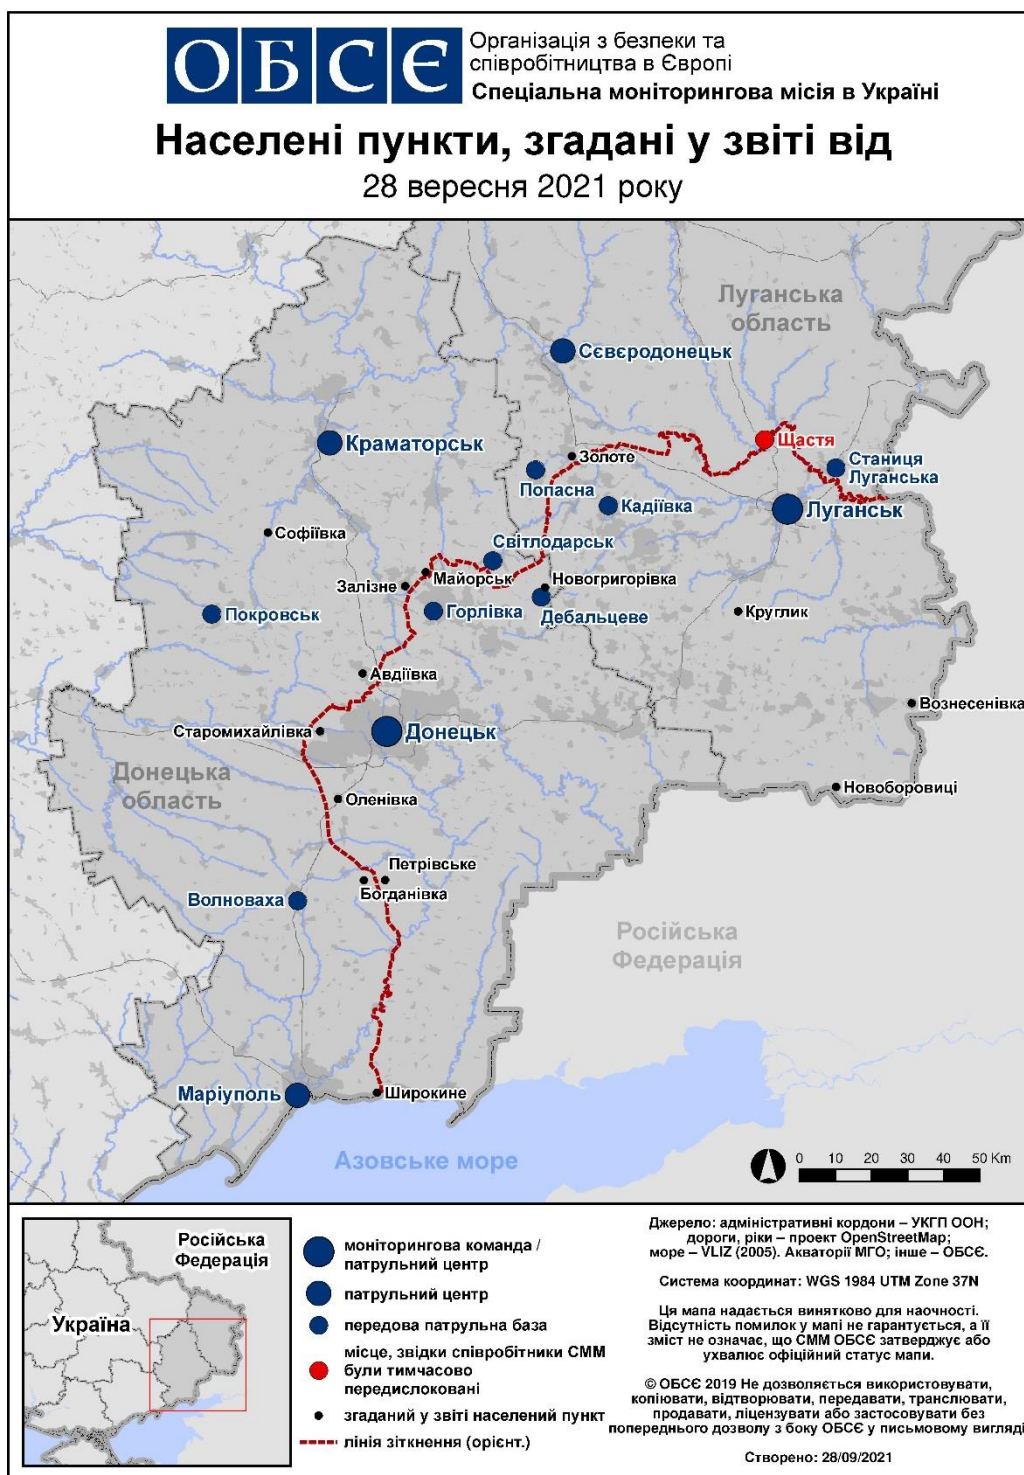 ОБСЄ
Організація з безпеки та
співробітництва в Європі
Спеціальна моніторингова місія в Україні
Населені пункти, згадані у звіті від
28 вересня 2021 року
Луганська
область
Сєвєродонецьк
Краматорськ
Щастя
Золоте
Станиця
Луганська
Попасна
Кадіївка
Луганськ
Софіївка
Світлодарськ
Майорськ
Залізне
Новогригорівка
Горлівка
Дебальцеве
Покровськ
Круглик
Авдіївка
Вознесенівка
Старомихайлівка
Донецьк
Донецька
область
Оленівка
Новоборовиці
Петрівське
Богданівка
Волноваха
Російська
Федерація
Маріуполь
Широкине
Азовське море
0 10 20 30 40 50 Km
Російська
Федерація
Україна
моніторингова команда /
патрульний центр
патрульний центр
передова патрульна база
місце, звідки співробітники СММ
були тимчасово
передислоковані
згаданий у звіті населений пункт
лінія зіткнення (орієнт.)
Джерело: адміністративні кордони – УКГП ООН;
дороги, ріки – проект OpenStreetMap;
море – VLIZ (2005). Акваторії МГО; інше – ОБСЄ.
Система координат: WGS 1984 UTM Zone 37N
Ця мапа надається винятково для наочності.
Відсутність помилок у мапі не гарантується, а її
зміст не означає, що СММ ОБСЄ затверджує або
ухвалює офіційний статус мапи.
© ОБСЄ 2019 Не дозволяється використовувати,
копіювати, відтворювати, передавати, транслювати,
продавати, ліцензувати або застосовувати без
попереднього дозволу з боку ОБСЄ у письмовому вигляді
Створено: 28/09/2021